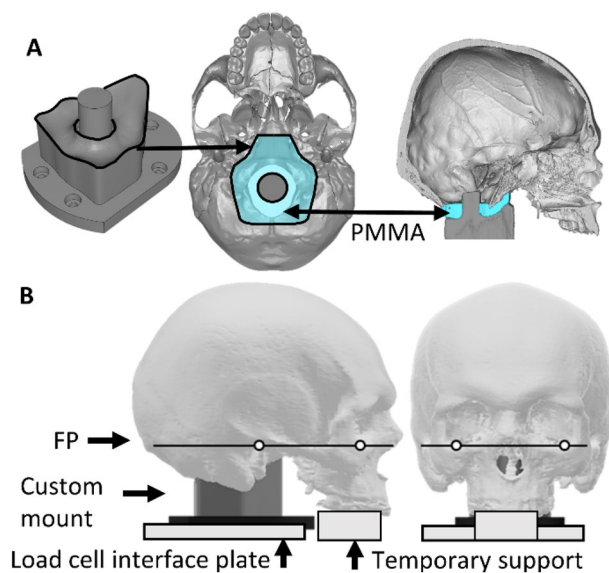 A
PMMA
B
FP
Custom
mount
Load cell interface plate
Temporary support